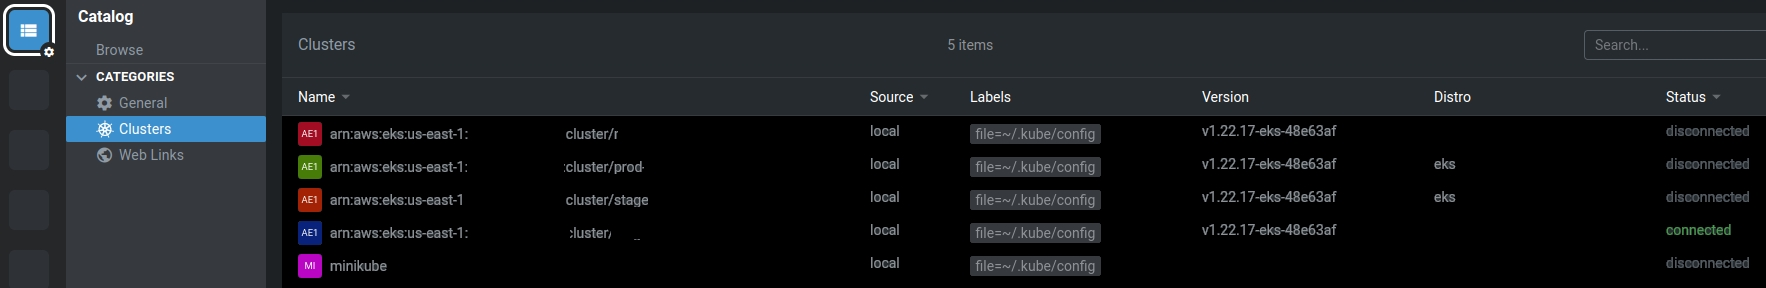 Catalog
Browse
CATEGORIES
General
Clusters
Web Links
Clusters 5 items Search...
Name Source Labels Version Distro Status
AE1 arn:aws:eks:us-east-1: cluster/r local file=~/.kube/config v1.22.17-eks-48e63af disconnected
AE1 arn:aws:eks:us-east-1: :cluster/prod- local file=~/.kube/config v1.22.17-eks-48e63af eks disconnected
AE1 arn:aws:eks:us-east-1 cluster/stage local file=~/.kube/config v1.22.17-eks-48e63af eks disconnected
AE1 arn:aws:eks:us-east-1: :cluster/ local file=~/.kube/config v1.22.17-eks-48e63af connected
MI minikube local file=~/.kube/config disconnected